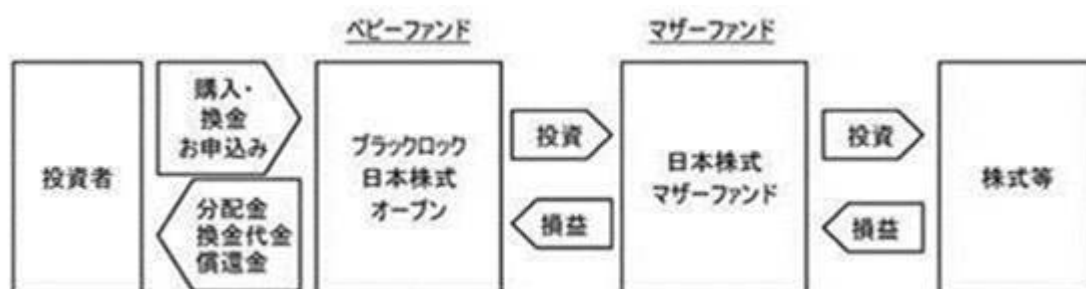 ベビーファンド
マザーファンド
投資者
購入・
換金
お申込み
分配金
換金代金
償還金
ブラックロック
日本株式
オープン
投資
損益
日本株式
マザーファンド
投資
損益
株式等